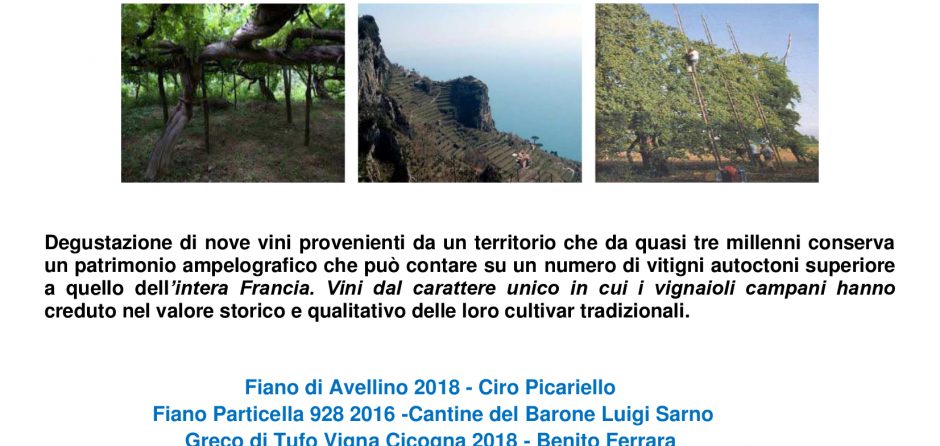 Degustazione di nove vini provenienti da un territorio che da quasi tre millenni conserva
un patrimonio ampelografico che può contare su un numero di vitigni autoctoni superiore
a quello dell’intera Francia. Vini dal carattere unico in cui i vignaioli campani hanno
creduto nel valore storico e qualitativo delle loro cultivar tradizionali.
Fiano di Avellino 2018 - Ciro Picariello
Fiano Particella 928 2016 -Cantine del Barone Luigi Sarno
Greco di Tufo Vigna Cicogna 2018 - Benito Ferrara